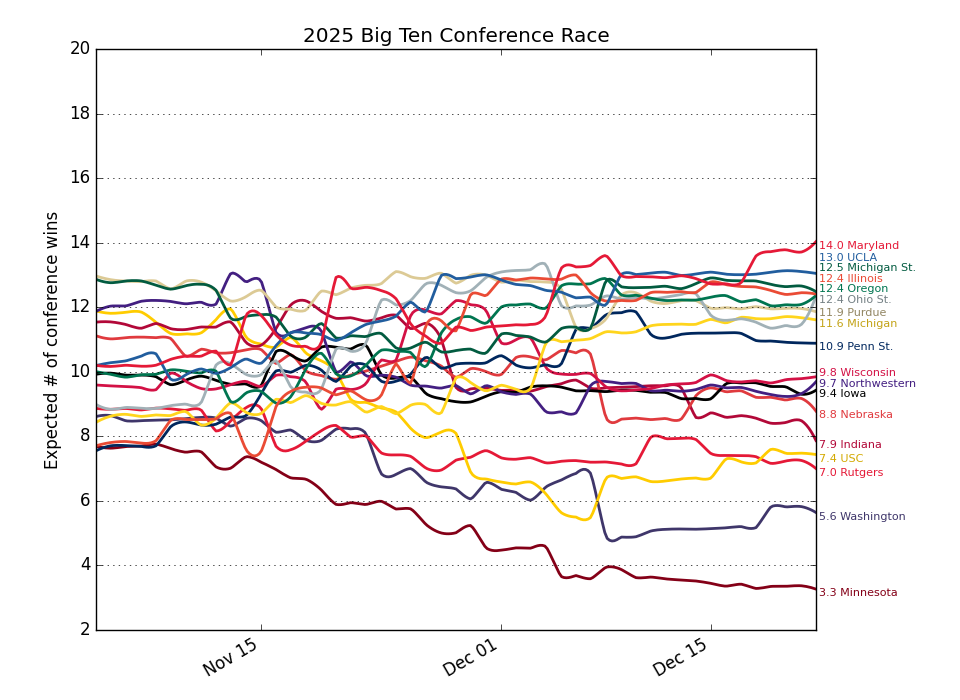 2025 Big Ten Conference Race
Expected # of conference wins
20
18
16
14
12
10
8
6
4
2
Nov 15
Dec 01
Dec 15
14.0 Maryland
13.0 UCLA
12.5 Michigan St.
12.4 Illinois
12.4 Oregon
12.4 Ohio St.
11.9 Purdue
11.6 Michigan
10.9 Penn St.
9.8 Wisconsin
9.7 Northwestern
9.4 Iowa
8.8 Nebraska
7.9 Indiana
7.4 USC
7.0 Rutgers
5.6 Washington
3.3 Minnesota